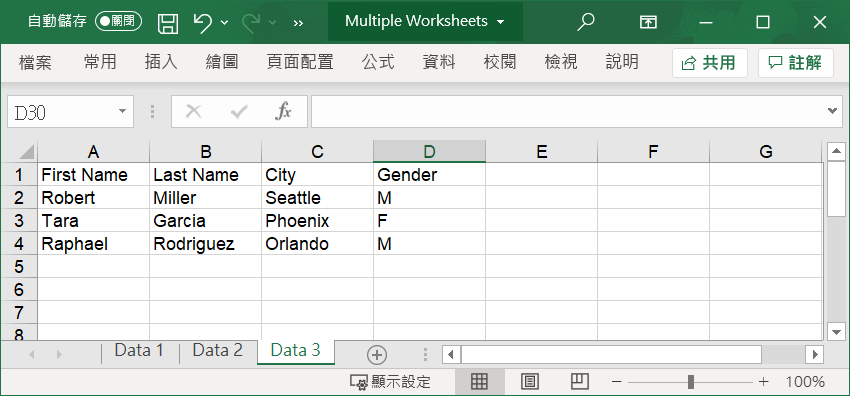 自動儲存 關閉 Multiple Worksheets
檔案 常用 插入 繪圖 頁面配置 公式 資料 校閱 檢視 說明 共用 註解
D30 fx
A B C D E F G
1 First Name Last Name City Gender
2 Robert Miller Seattle M
3 Tara Garcia Phoenix F
4 Raphael Rodriguez Orlando M
5
6
7
8
Data 1 Data 2 Data 3
顯示設定 100%